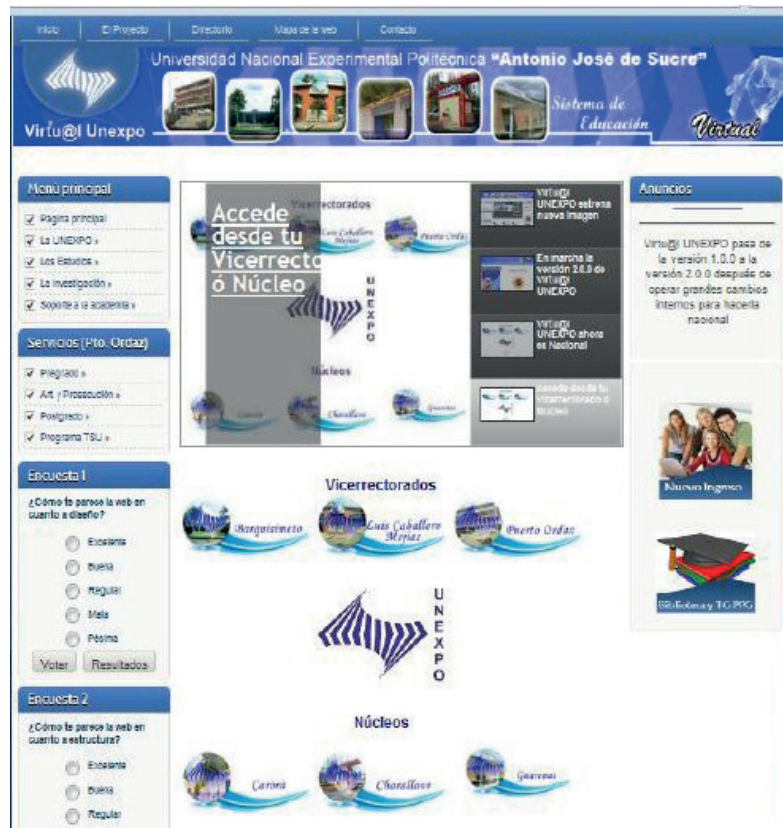 Inicio
El Proyecto
Directorio
Mapa de la web
Contacto
Universidad Nacional Experimental Politécnica "Antonio José de Sucre"
Sistema de
Educación
Virtual
Virtu@l Unexpo
Menú principal
Pagina principal
La UNEXPO »
Los Estudios »
La investigación »
Soporte a la academia »
Servicios (Pto. Ordaz)
Pregrado »
Art. y Prosecución »
Postgrado »
Programa TSU »
Encuesta 1
¿Cómo te parece la web en
cuanto a diseño?
Excelente
Buena
Regular
Mala
Pésima
Votar
Resultados
Encuesta 2
¿Cómo te parece la web en
cuanto a estructura?
Excelente
Buena
Regular
Accede
desde tu
Vicerrecto
ó Núcleo
Vicerrectorados
Luis Caballero
Mejias
Puerto Ordaz
UNEXPO
Núcleos
Carora
Charallave
Guarenas
Virtu@l
UNEXPO estrena
nueva imagen
En marcha la
versión 2.0.0 de
Virtu@l
UNEXPO
Virtu@l
UNEXPO ahora
es Nacional
Accede desde tu
Vicerrectorado o
Núcleo
Vicerrectorados
Barquisimeto
Luis Caballero
Mejias
Puerto Ordaz
UNEXPO
Núcleos
Carora
Charallave
Guarenas
Anuncios
Virtu@l UNEXPO pasa de
la versión 1.0.0 a la
versión 2.0.0 después de
operar grandes cambios
internos para hacerla
nacional
Nuevo Ingreso
Biblioteca y TG PPG